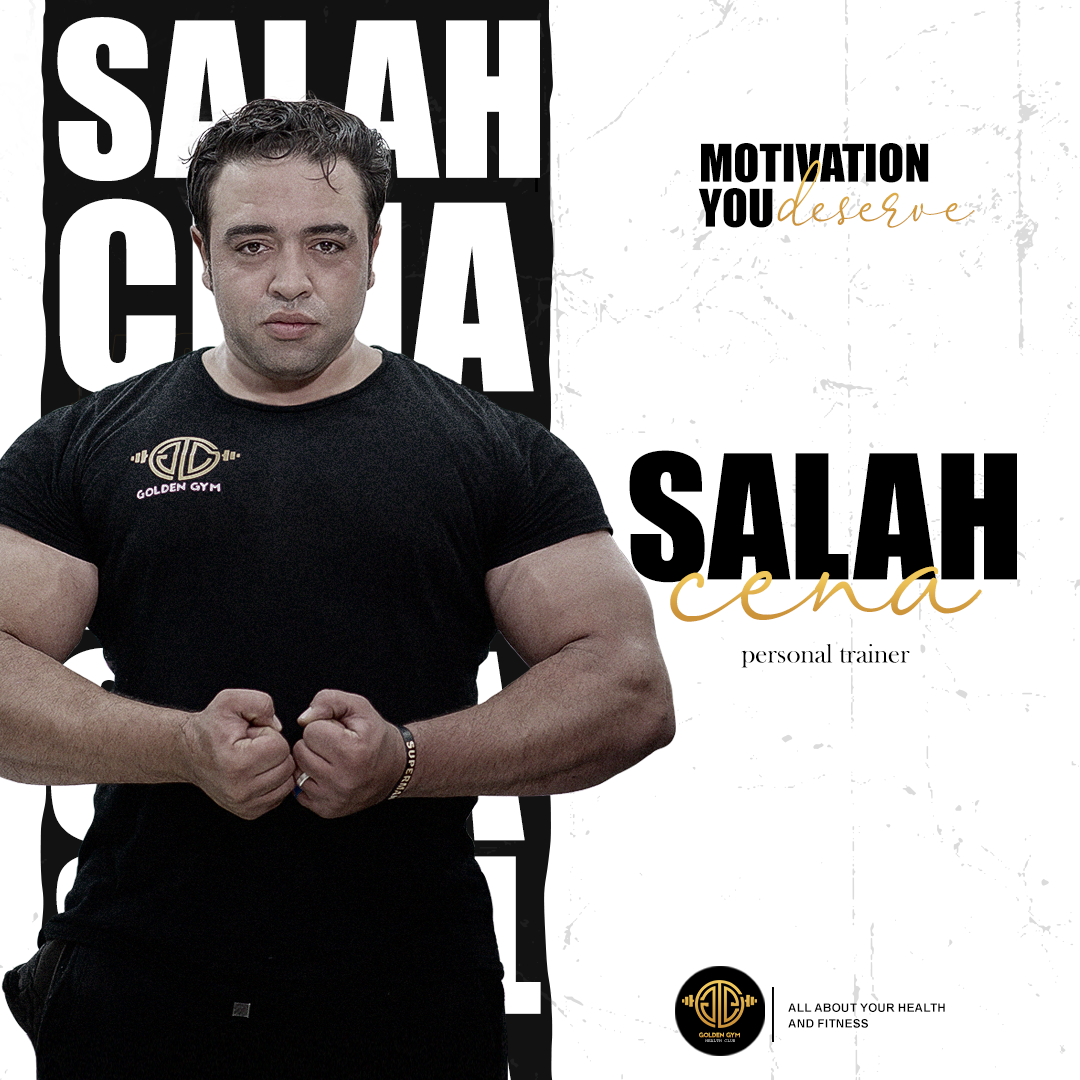 SALAH
MOTIVATION
YOU deserve
GOLDEN GYM
SALAH
cena
personal trainer
SUPERMA
GOLDEN GYM
HEALTH CLUB
ALL ABOUT YOUR HEALTH
AND FITNESS